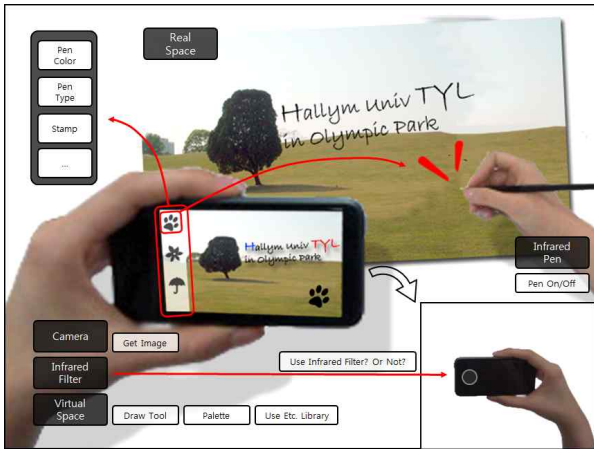 Real
Space
Pen
Color
Pen
Type
Stamp
...
Hallym Univ TYL
in Olympic Park
Hallym Univ TYL
in Olympic Park
Infrared
Pen
Pen On/Off
Camera
Get Image
Use Infrared Filter? Or Not?
Infrared
Filter
Virtual
Space
Draw Tool
Palette
Use Etc. Library